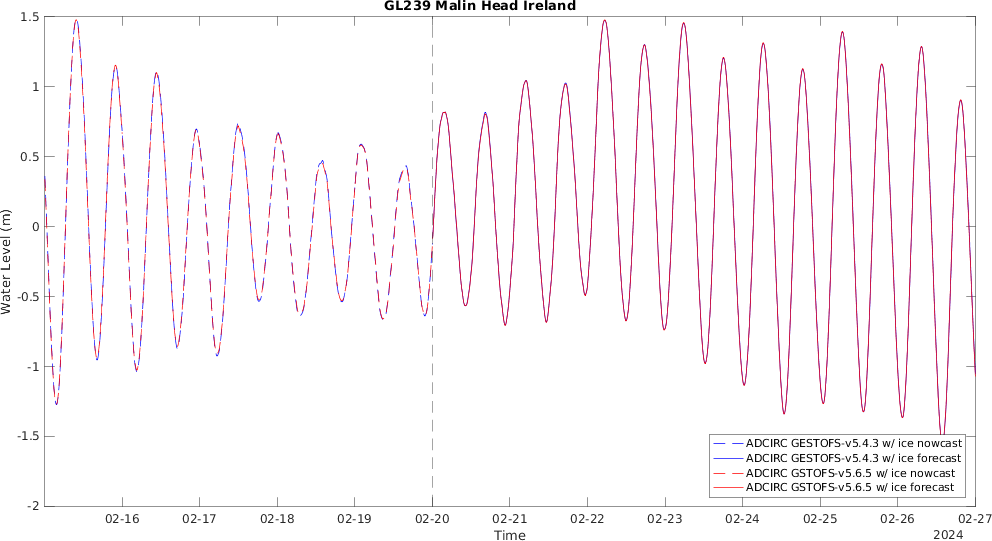 GL239 Malin Head Ireland
1.5
1
0.5
0
-0.5
-1
-1.5
-2
Water Level (m)
02-16 02-17 02-18 02-19 02-20 02-21 02-22 02-23 02-24 02-25 02-26 02-27
Time
2024
ADCIRC GESTOFS-v5.4.3 w/ ice nowcast
ADCIRC GESTOFS-v5.4.3 w/ ice forecast
ADCIRC GSTOFS-v5.6.5 w/ ice nowcast
ADCIRC GSTOFS-v5.6.5 w/ ice forecast